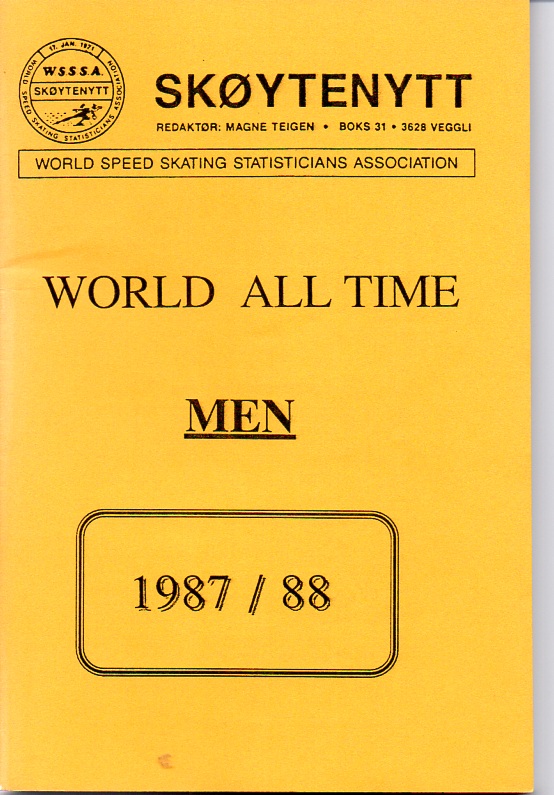 17. JAN. 1971
W.S.S.S.A.
SKØYTENYTT
WORLD SPEED SKATING STATISTICIANS ASSOCIATION
SKØYTENYTT
REDAKTØR: MAGNE TEIGEN • BOKS 31 • 3628 VEGGLI
WORLD SPEED SKATING STATISTICIANS ASSOCIATION
WORLD ALL TIME
MEN
1987 / 88